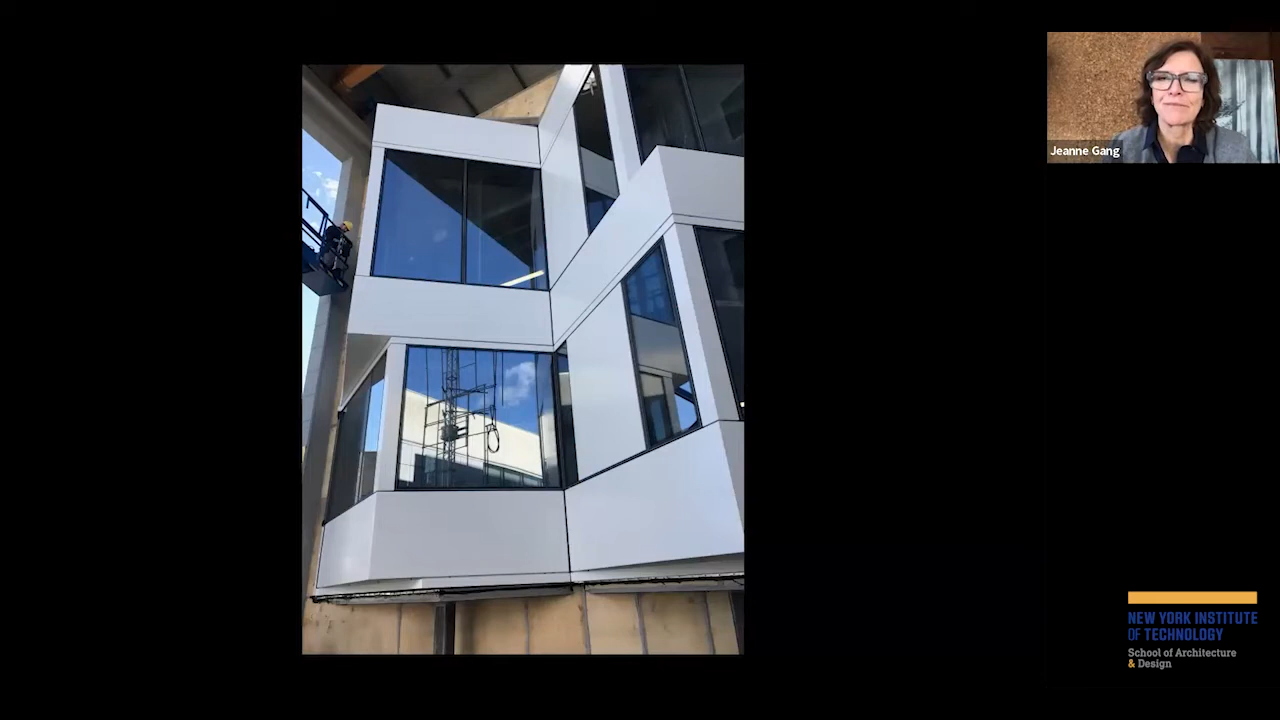 Jeanne Gang
NEW YORK INSTITUTE
OF TECHNOLOGY
School of Architecture
& Design